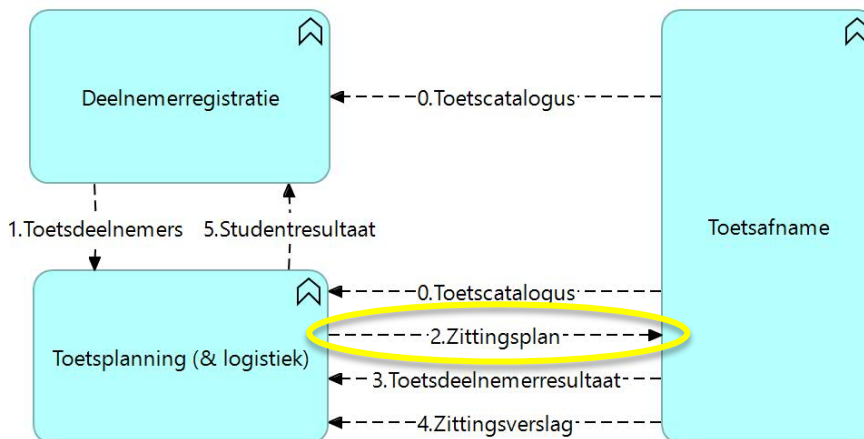 Deelnemerregistratie
0.Toetscatalogus
Toetsafname
1.Toetsdeelnemers
5.Studentresultaat
0.Toetscatalogus
Toetsplanning (& logistiek)
2.Zittingsplan
3.Toetsdeelnemerresultaat
4.Zittingsverslag